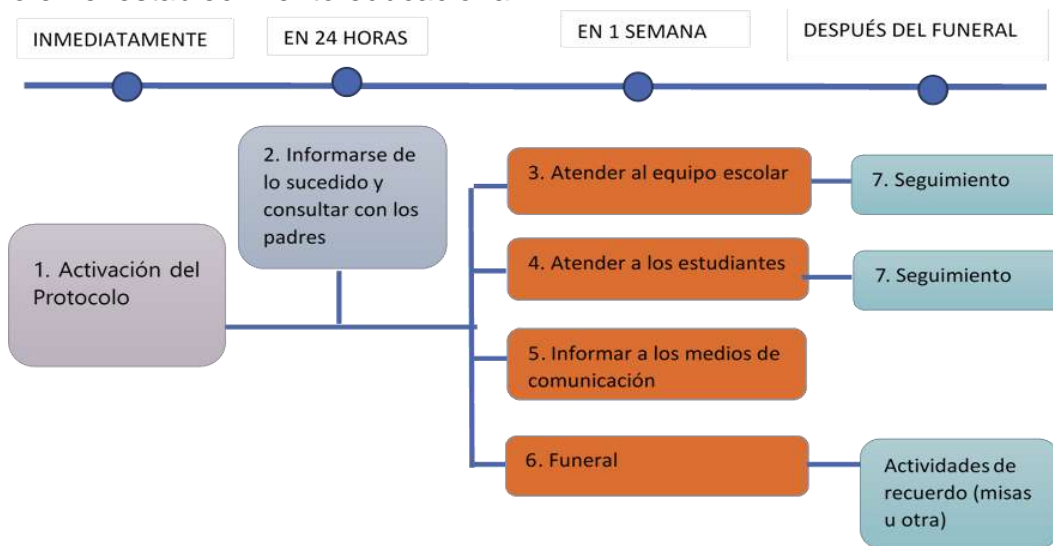 INMEDIATAMENTE
EN 24 HORAS
EN 1 SEMANA
DESPUÉS DEL FUNERAL
1. Activación del
Protocolo
2. Informarse de
lo sucedido y
consultar con los
padres
3. Atender al equipo escolar
4. Atender a los estudiantes
5. Informar a los medios de
comunicación
6. Funeral
7. Seguimiento
7. Seguimiento
Actividades de
recuerdo (misas
u otra)